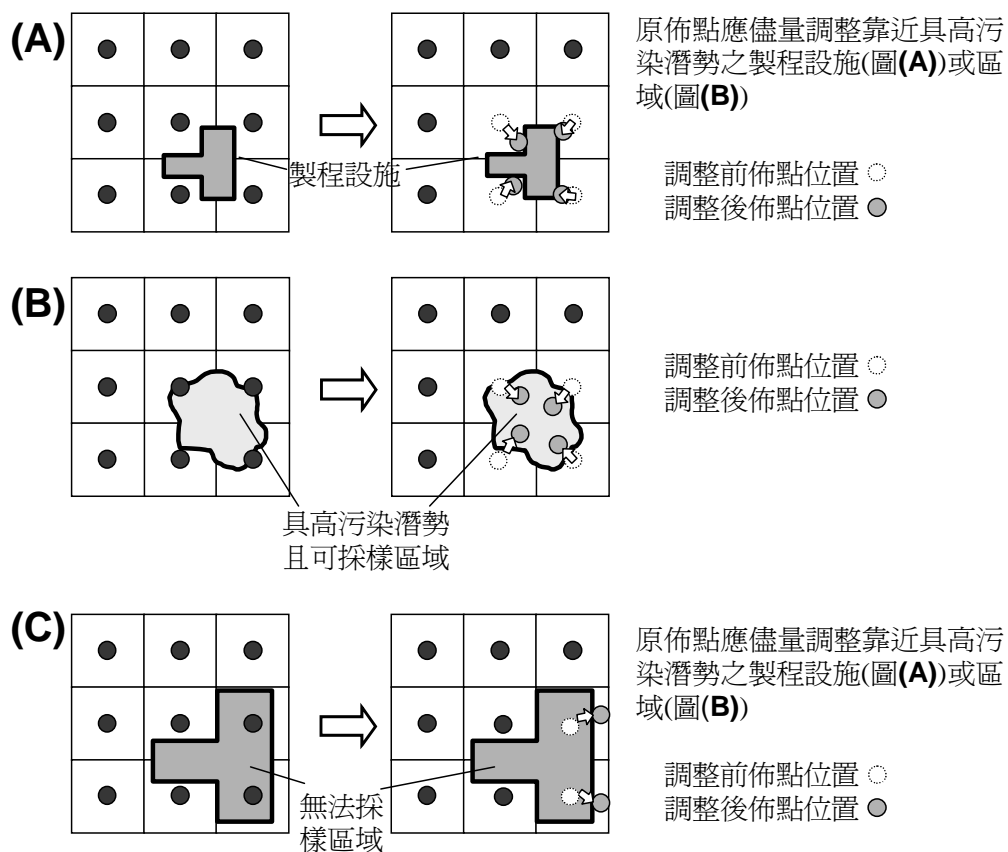 (A)
原佈點應儘量調整靠近具高污
染潛勢之製程設施(圖(A))或區
域(圖(B))
製程設施
調整前佈點位置
調整後佈點位置
(B)
調整前佈點位置
調整後佈點位置
具高污染潛勢
且可採樣區域
(C)
原佈點應儘量調整靠近具高污
染潛勢之製程設施(圖(A))或區
域(圖(B))
調整前佈點位置
調整後佈點位置
無法採
樣區域